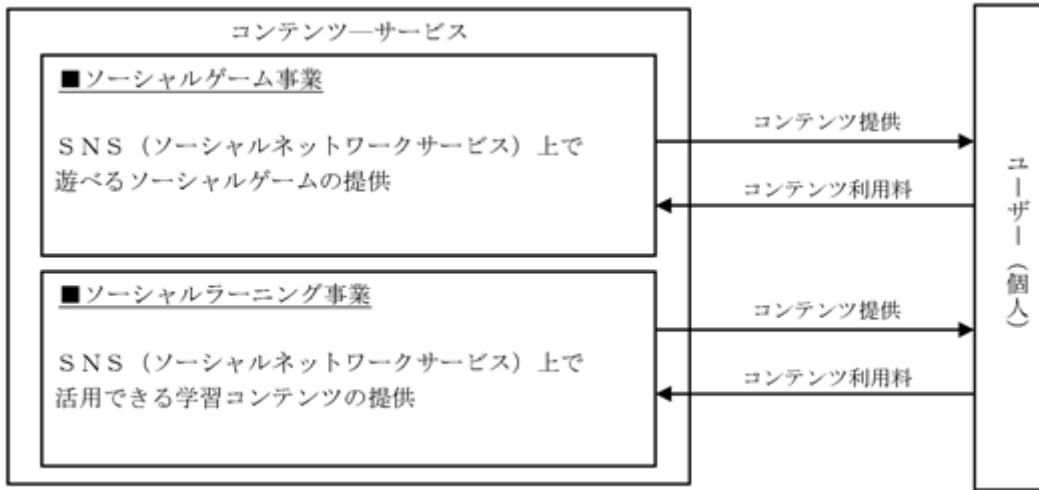 コンテンツ―サービス
■ソーシャルゲーム事業
ＳＮＳ（ソーシャルネットワークサービス）上で
遊べるソーシャルゲームの提供
コンテンツ提供
コンテンツ利用料
■ソーシャルラーニング事業
ＳＮＳ（ソーシャルネットワークサービス）上で
活用できる学習コンテンツの提供
コンテンツ提供
コンテンツ利用料
ユーザー（個人）